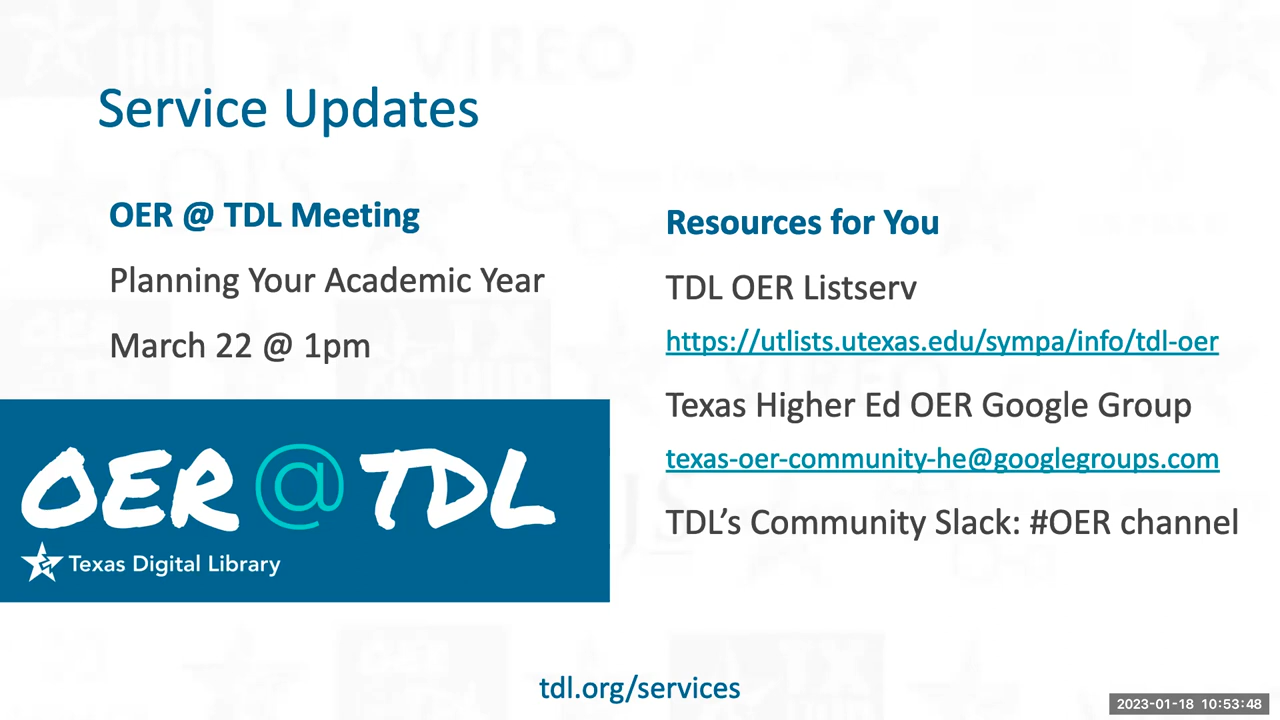 Service Updates
OER @ TDL Meeting
Planning Your Academic Year
March 22 @ 1pm
OER @ TDL
Texas Digital Library
Resources for You
TDL OER Listserv
https://utlists.utexas.edu/sympa/info/tdl-oer
Texas Higher Ed OER Google Group
texas-oer-community-he@googlegroups.com
TDL’s Community Slack: #OER channel
tdl.org/services
2023-01-18 10:53:48